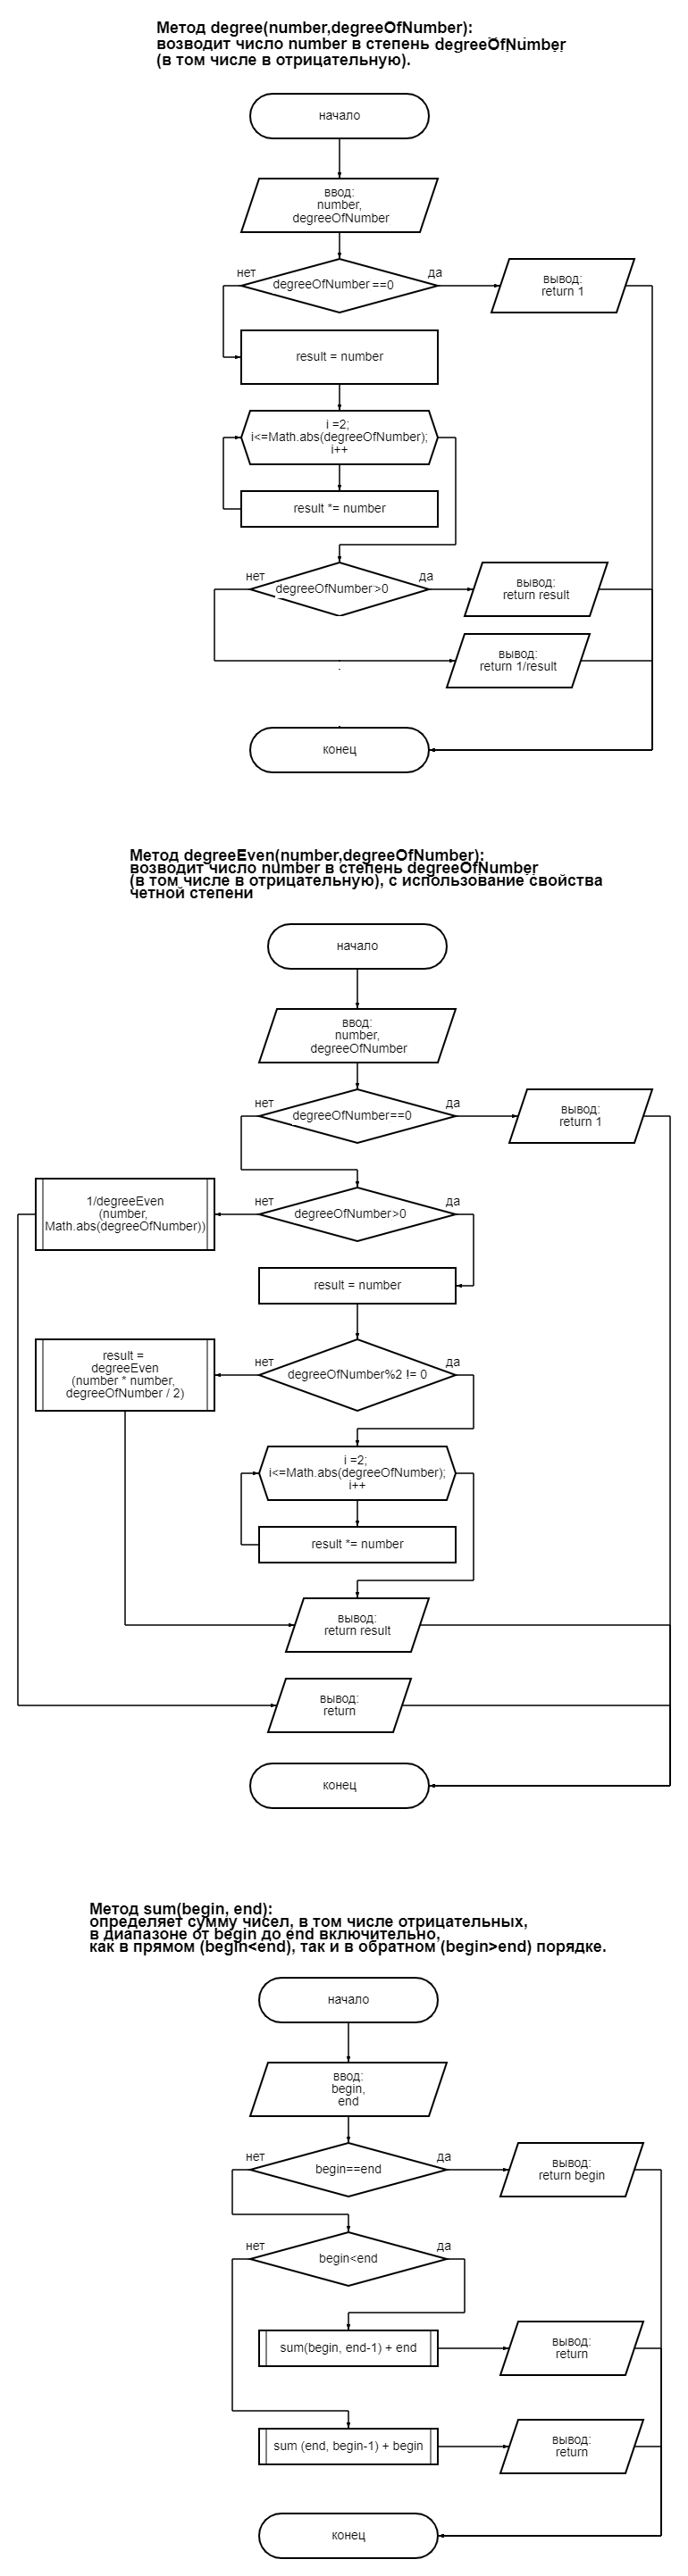 Метод degree(number,degreeOfNumber):
возводит число number в степень degreeOfNumber
(в том числе в отрицательную).
начало
ввод:
number,
degreeOfNumber
нет
да
degreeOfNumber ==0
вывод:
return 1
result = number
i =2;
i<=Math.abs(degreeOfNumber);
i++
result *= number
нет
да
degreeOfNumber >0
вывод:
return result
вывод:
return 1/result
конец
Метод degreeEven(number,degreeOfNumber):
возводит число number в степень degreeOfNumber
(в том числе в отрицательную), с использование свойства
четной степени
начало
ввод:
number,
degreeOfNumber
нет
да
degreeOfNumber==0
вывод:
return 1
1/degreeEven
(number,
Math.abs(degreeOfNumber))
нет
да
degreeOfNumber>0
result = number
result =
degreeEven
(number * number,
degreeOfNumber / 2)
нет
да
degreeOfNumber%2 != 0
i =2;
i<=Math.abs(degreeOfNumber);
i++
result *= number
вывод:
return result
вывод:
return
конец
Метод sum(begin, end):
определяет сумму чисел, в том числе отрицательных,
в диапазоне от begin до end включительно,
как в прямом (begin<end), так и в обратном (begin>end) порядке.
начало
ввод:
begin,
end
нет
да
begin==end
вывод:
return begin
нет
да
begin<end
sum(begin, end-1) + end
вывод:
return
sum (end, begin-1) + begin
вывод:
return
конец